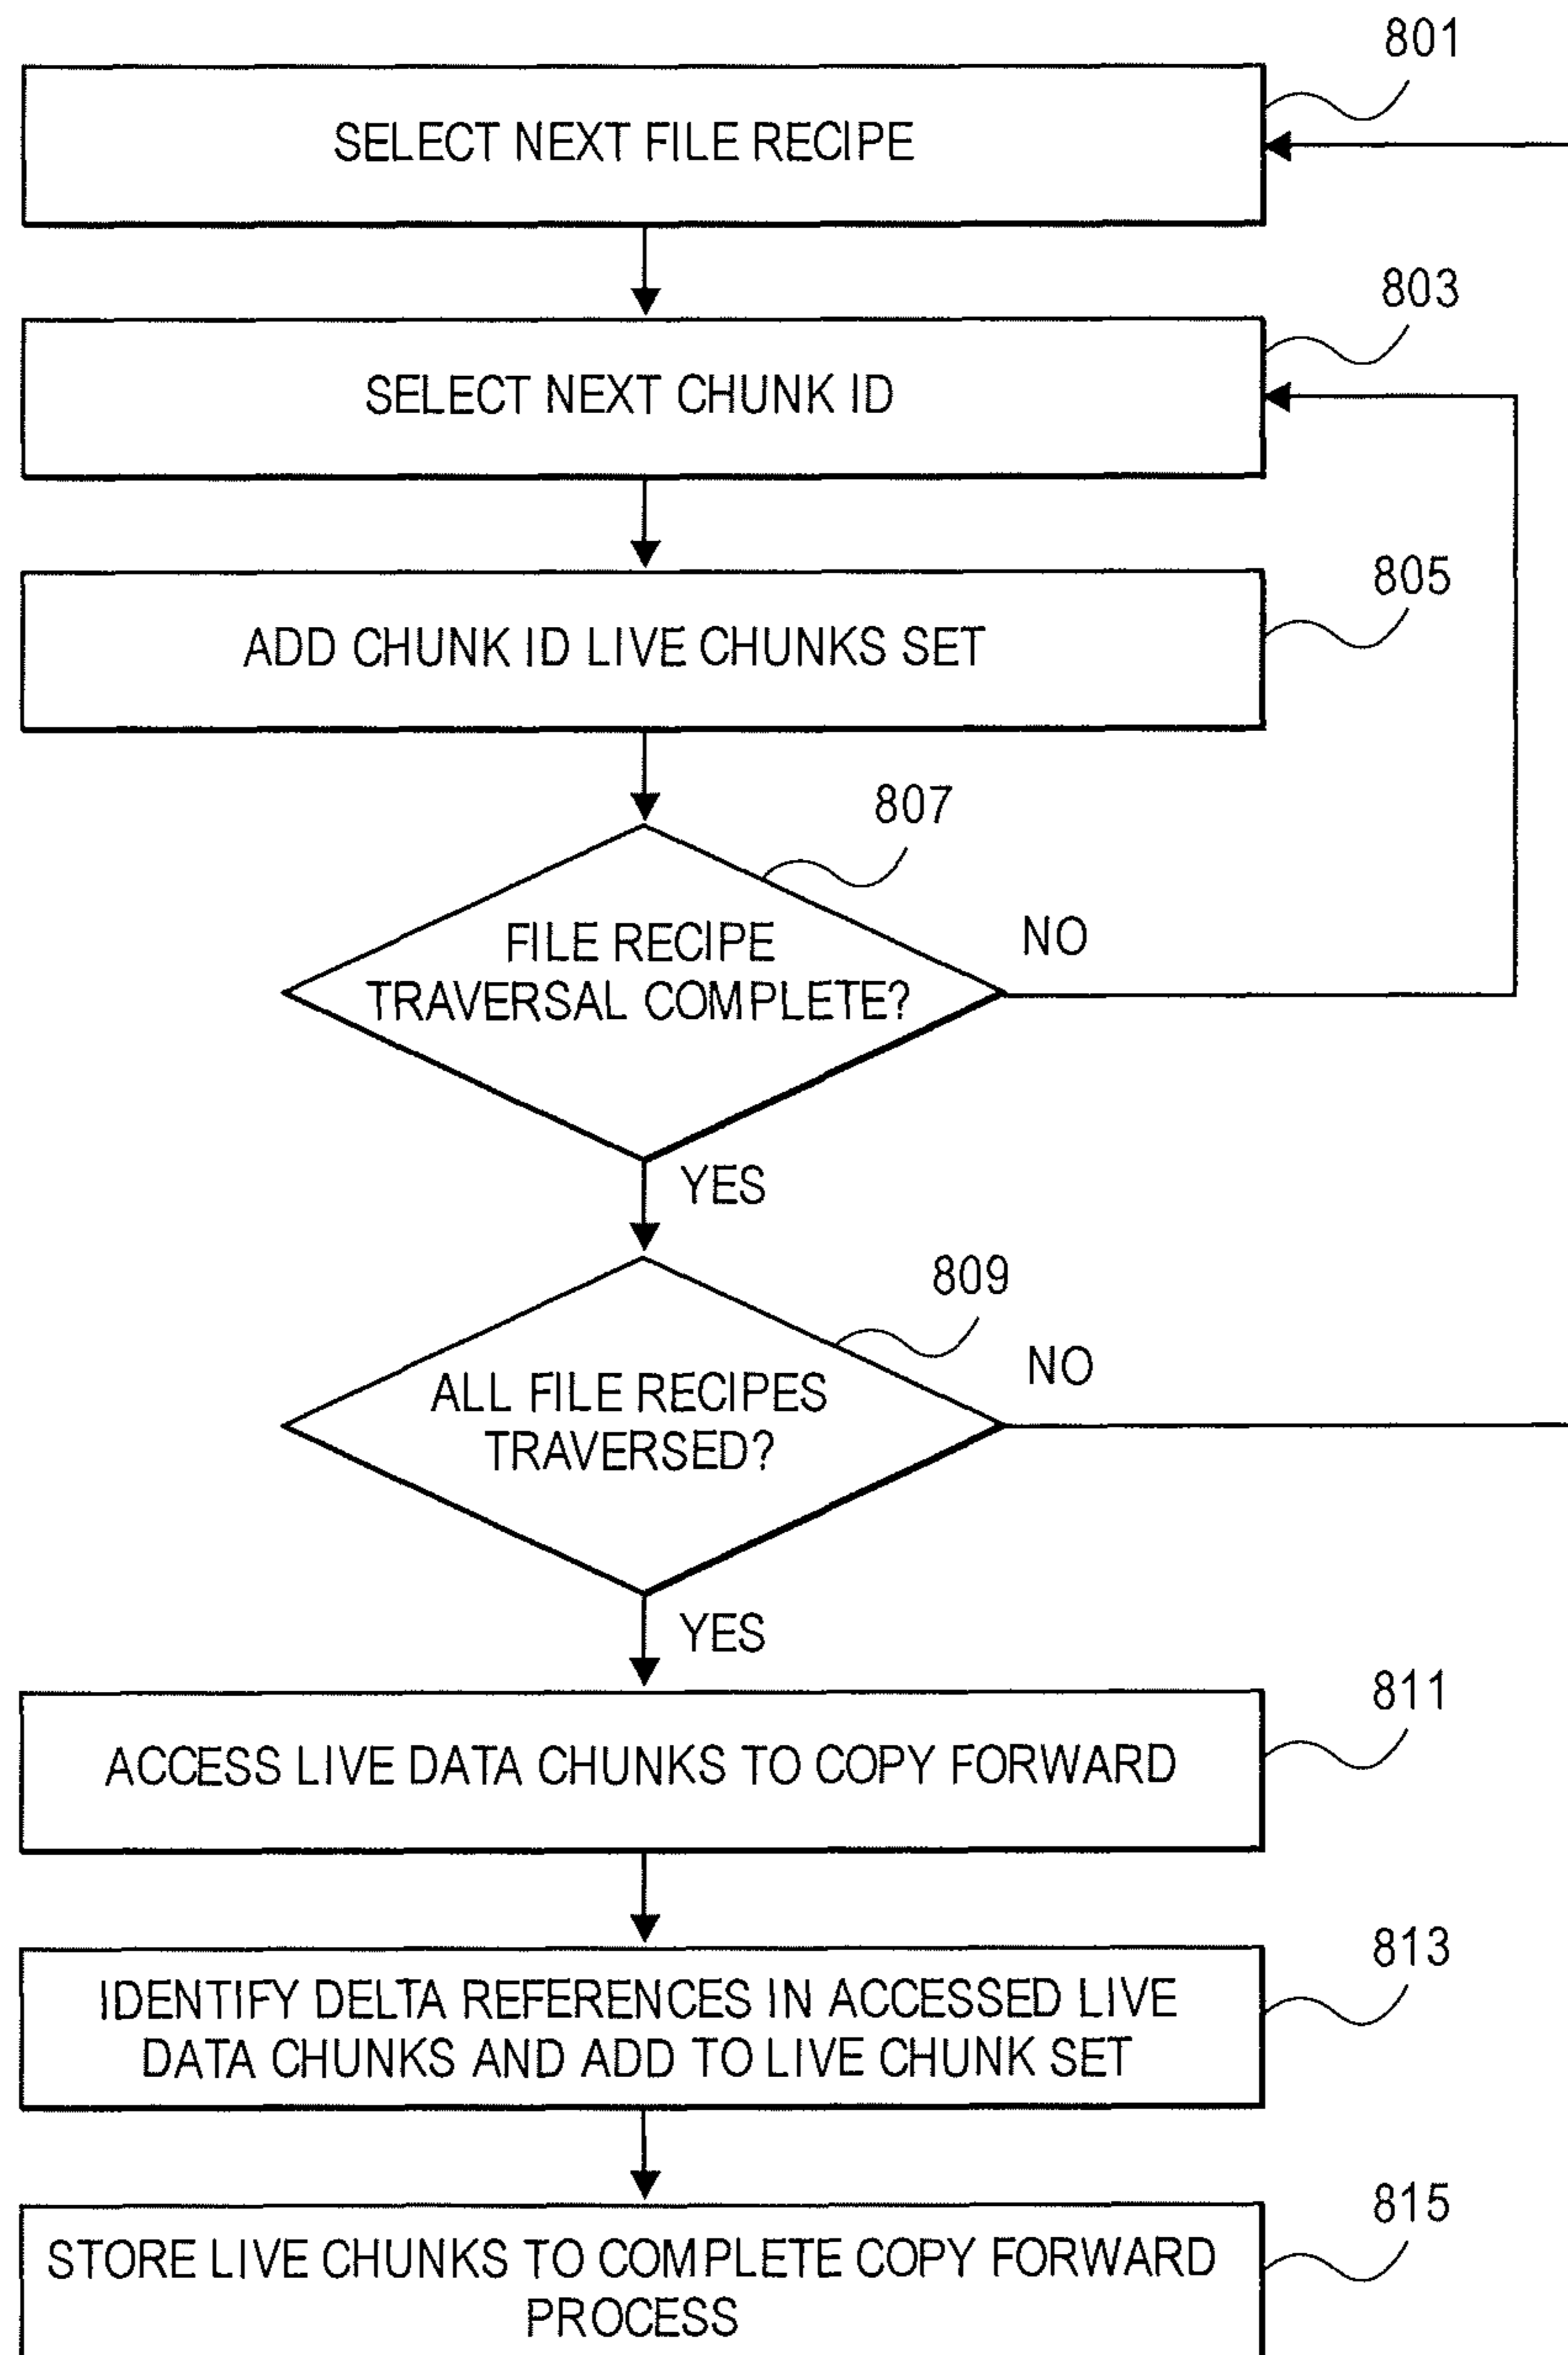 801
SELECT NEXT FILE RECIPE
803
SELECT NEXT CHUNK ID
805
ADD CHUNK ID LIVE CHUNKS SET
807
FILE RECIPE
TRAVERSAL COMPLETE?
NO
YES
809
ALL FILE RECIPES
TRAVERSED?
NO
YES
811
ACCESS LIVE DATA CHUNKS TO COPY FORWARD
813
IDENTIFY DELTA REFERENCES IN ACCESSED LIVE
DATA CHUNKS AND ADD TO LIVE CHUNK SET
815
STORE LIVE CHUNKS TO COMPLETE COPY FORWARD
PROCESS